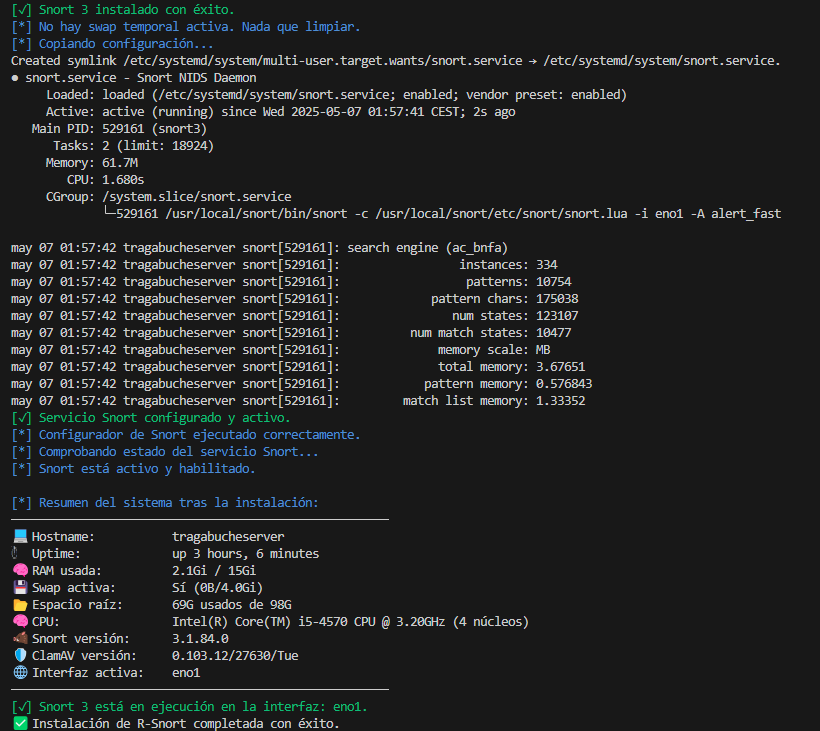 [✓] Snort 3 instalado con éxito.
[*] No hay swap temporal activa. Nada que limpiar.
[*] Copiando configuración...
Created symlink /etc/systemd/system/multi-user.target.wants/snort.service → /etc/systemd/system/snort.service.
● snort.service - Snort NIDS Daemon
     Loaded: loaded (/etc/systemd/system/snort.service; enabled; vendor preset: enabled)
     Active: active (running) since Wed 2025-05-07 01:57:41 CEST; 2s ago
   Main PID: 529161 (snort3)
      Tasks: 2 (limit: 18924)
     Memory: 61.7M
        CPU: 1.680s
     CGroup: /system.slice/snort.service
             └─529161 /usr/local/snort/bin/snort -c /usr/local/snort/etc/snort/snort.lua -i eno1 -A alert_fast
may 07 01:57:42 tragabucheserver snort[529161]: search engine (ac_bnfa)
may 07 01:57:42 tragabucheserver snort[529161]:                 instances: 334
may 07 01:57:42 tragabucheserver snort[529161]:                  patterns: 10754
may 07 01:57:42 tragabucheserver snort[529161]:             pattern chars: 175038
may 07 01:57:42 tragabucheserver snort[529161]:                num states: 123107
may 07 01:57:42 tragabucheserver snort[529161]:          num match states: 10477
may 07 01:57:42 tragabucheserver snort[529161]:              memory scale: MB
may 07 01:57:42 tragabucheserver snort[529161]:              total memory: 3.67651
may 07 01:57:42 tragabucheserver snort[529161]:            pattern memory: 0.576843
may 07 01:57:42 tragabucheserver snort[529161]:         match list memory: 1.33352
[✓] Servicio Snort configurado y activo.
[*] Configurador de Snort ejecutado correctamente.
[*] Comprobando estado del servicio Snort...
[*] Snort está activo y habilitado.
[*] Resumen del sistema tras la instalación:
💻 Hostname:           tragabucheserver
Uptime:             up 3 hours, 6 minutes
🧠 RAM usada:          2.1Gi / 15Gi
💾 Swap activa:        Sí (0B/4.0Gi)
📂 Espacio raíz:       69G usados de 98G
🧠 CPU:                Intel(R) Core(TM) i5-4570 CPU @ 3.20GHz (4 núcleos)
🐗 Snort versión:      3.1.84.0
🛡 ClamAV versión:     0.103.12/27630/Tue
🌐 Interfaz activa:    eno1
[✓] Snort 3 está en ejecución en la interfaz: eno1.
✅ Instalación de R-Snort completada con éxito.